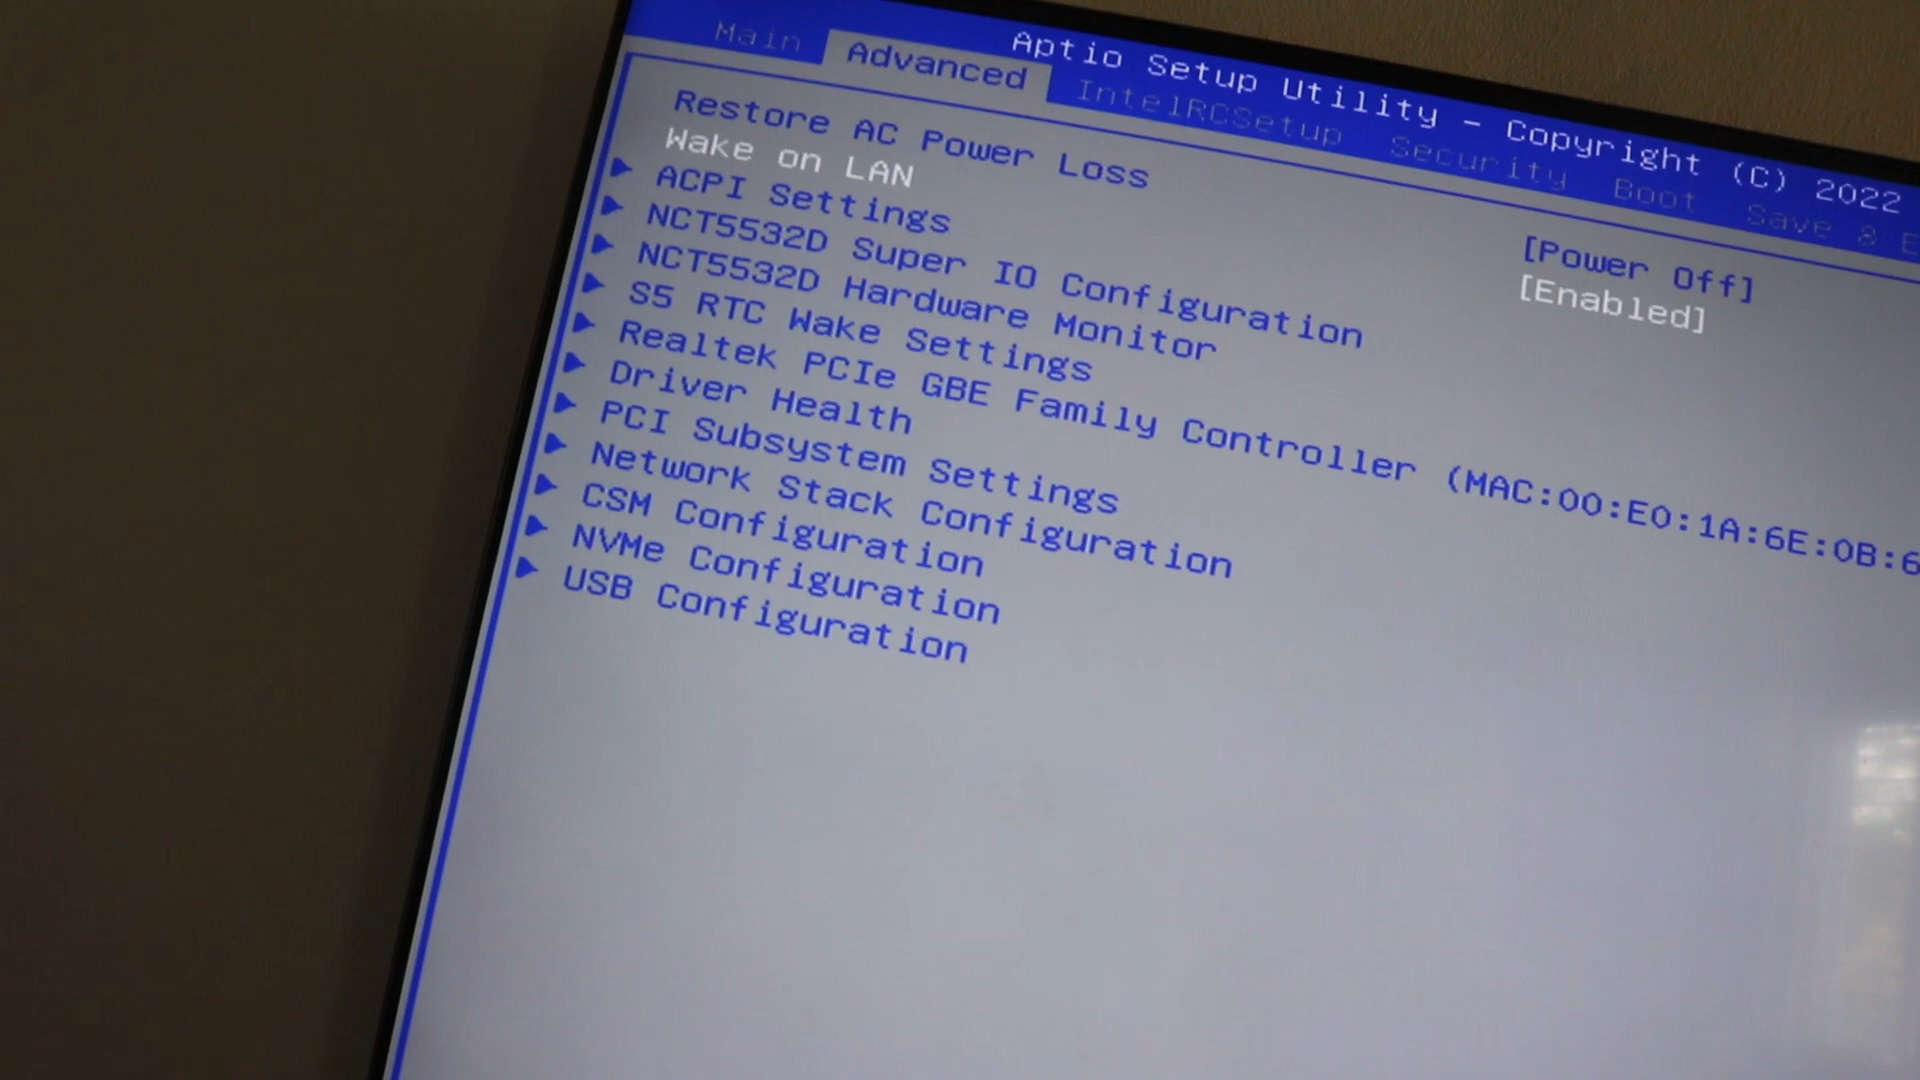 Aptio Setup Utility - Copyright (C) 2022
Main Advanced IntelRCSetup Security Boot Save & E
Restore AC Power Loss [Power Off]
Wake on LAN [Enabled]
ACPI Settings
NCT5532D Super IO Configuration
NCT5532D Hardware Monitor
S5 RTC Wake Settings
Realtek PCIe GBE Family Controller (MAC:00:E0:1A:6E:0B:6
Driver Health
PCI Subsystem Settings
Network Stack Configuration
CSM Configuration
NVMe Configuration
USB Configuration